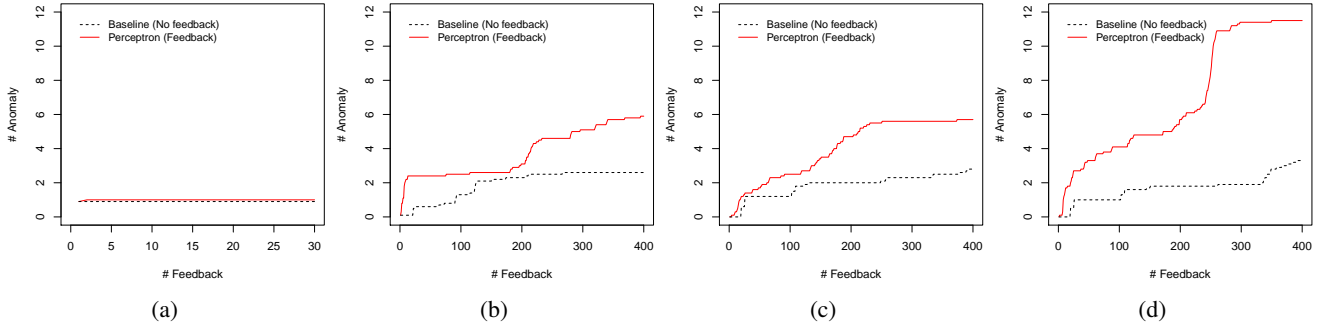 Baseline (No feedback)
Perceptron (Feedback)
# Anomaly
0 2 4 6 8 10 12
0 5 10 15 20 25 30
# Feedback
(a)
Baseline (No feedback)
Perceptron (Feedback)
# Anomaly
0 2 4 6 8 10 12
0 100 200 300 400
# Feedback
(b)
Baseline (No feedback)
Perceptron (Feedback)
# Anomaly
0 2 4 6 8 10 12
0 100 200 300 400
# Feedback
(c)
Baseline (No feedback)
Perceptron (Feedback)
# Anomaly
0 2 4 6 8 10 12
0 100 200 300 400
# Feedback
(d)